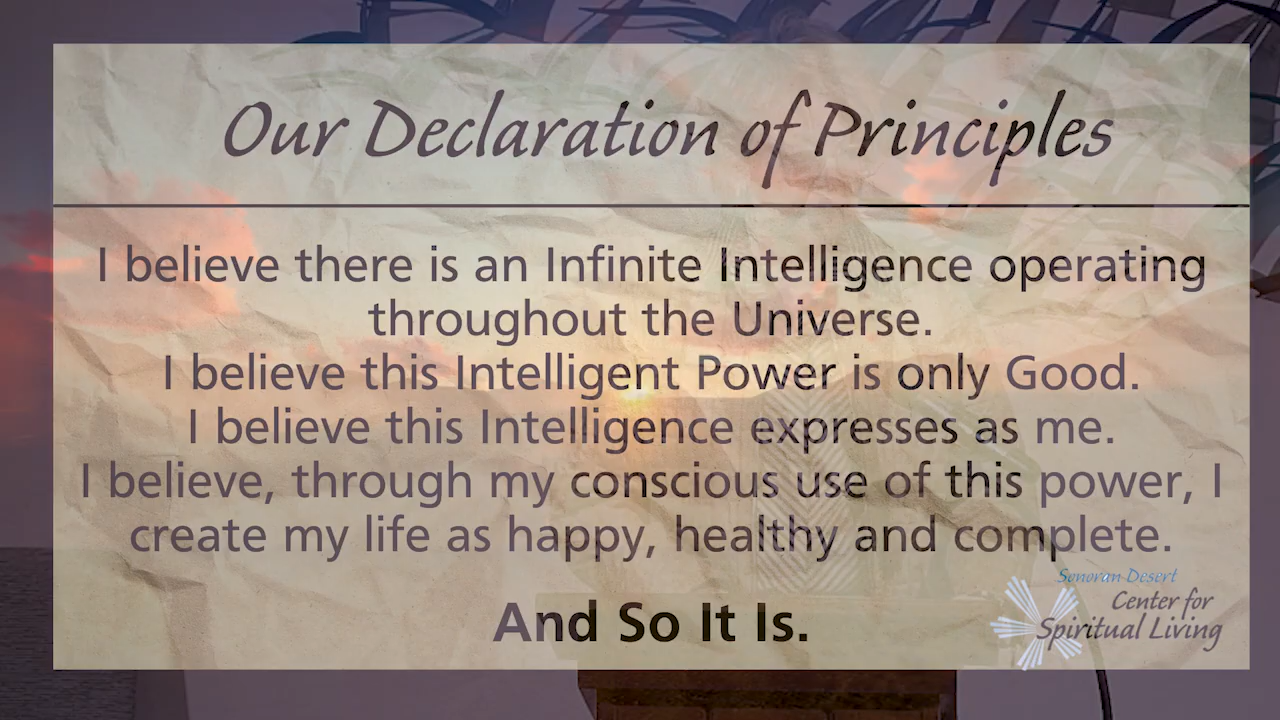 Our Declaration of Principles
I believe there is an Infinite Intelligence operating
throughout the Universe.
I believe this Intelligent Power is only Good.
I believe this Intelligence expresses as me.
I believe, through my conscious use of this power, I
create my life as happy, healthy and complete.
And So It Is.
Sonoran Desert
Center for
Spiritual Living